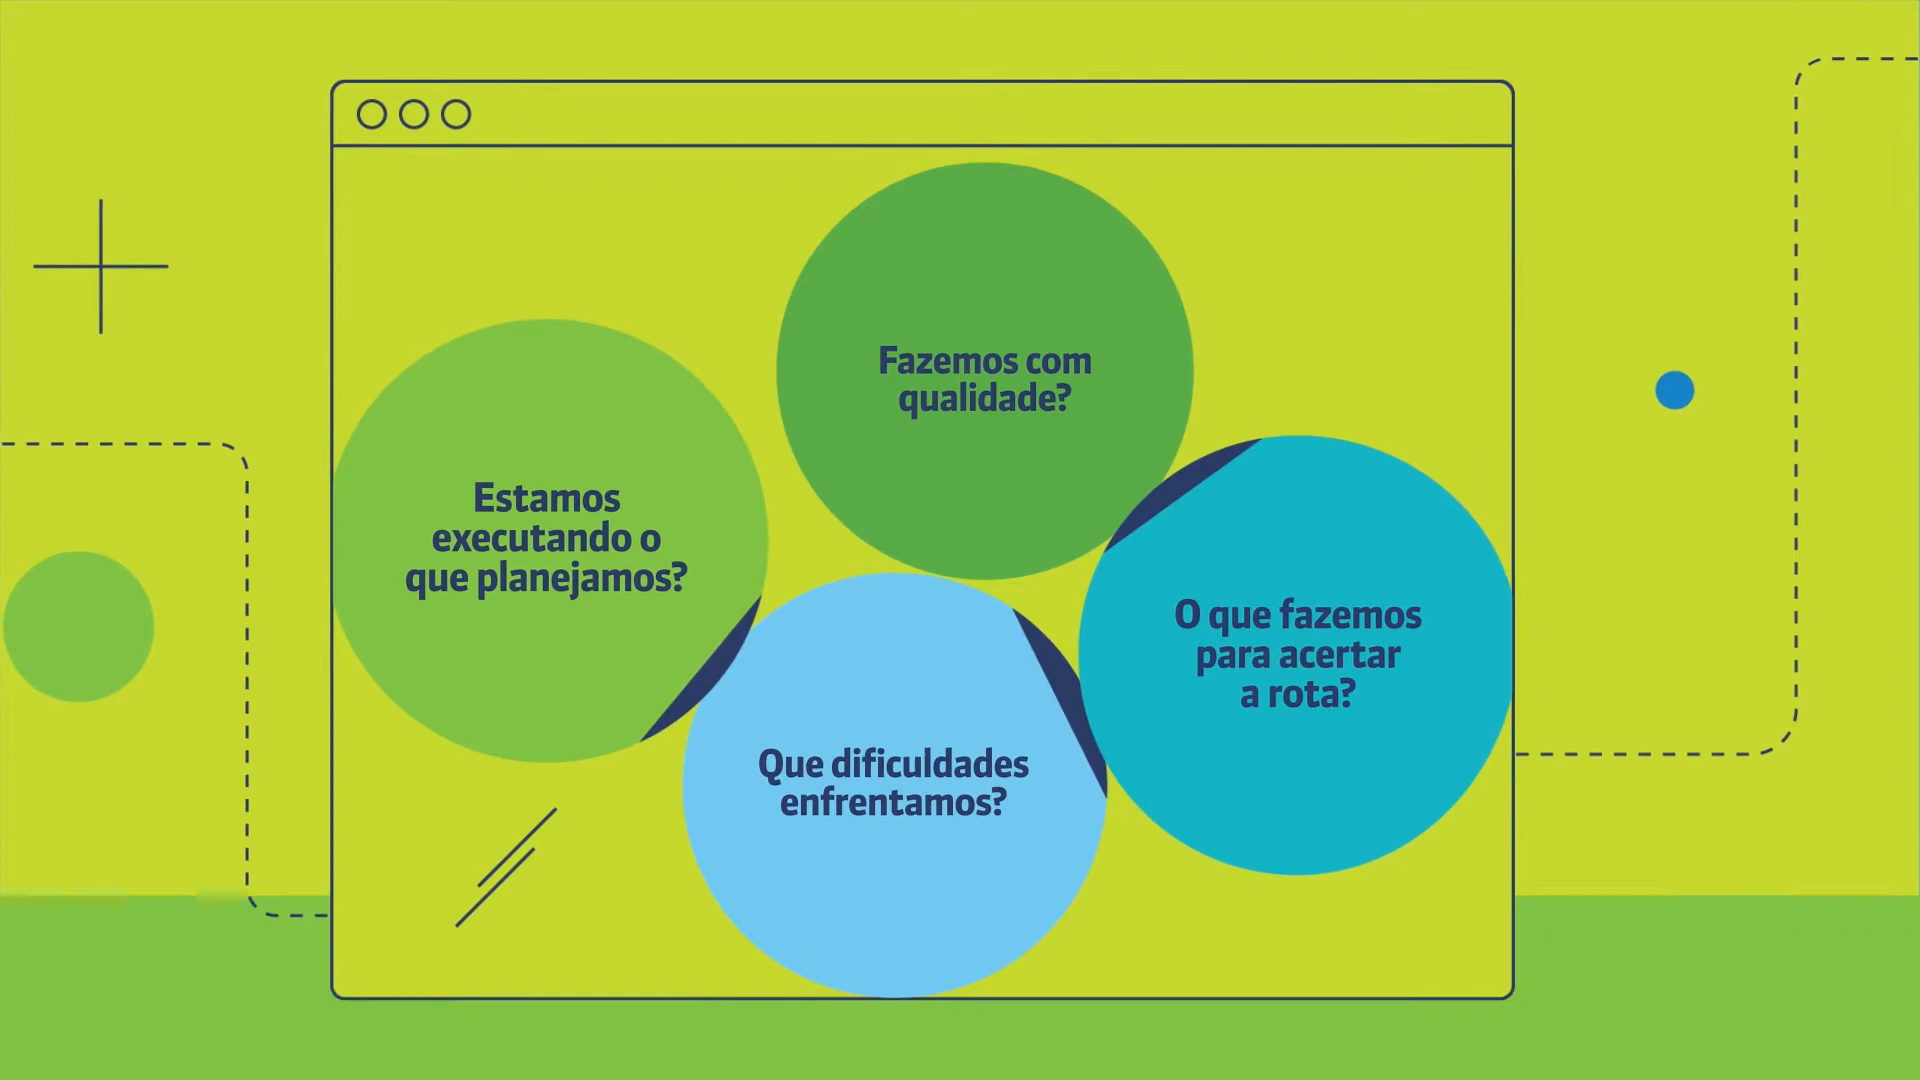 Estamos
executando o
que planejamos?
Fazemos com
qualidade?
Que dificuldades
enfrentamos?
O que fazemos
para acertar
a rota?